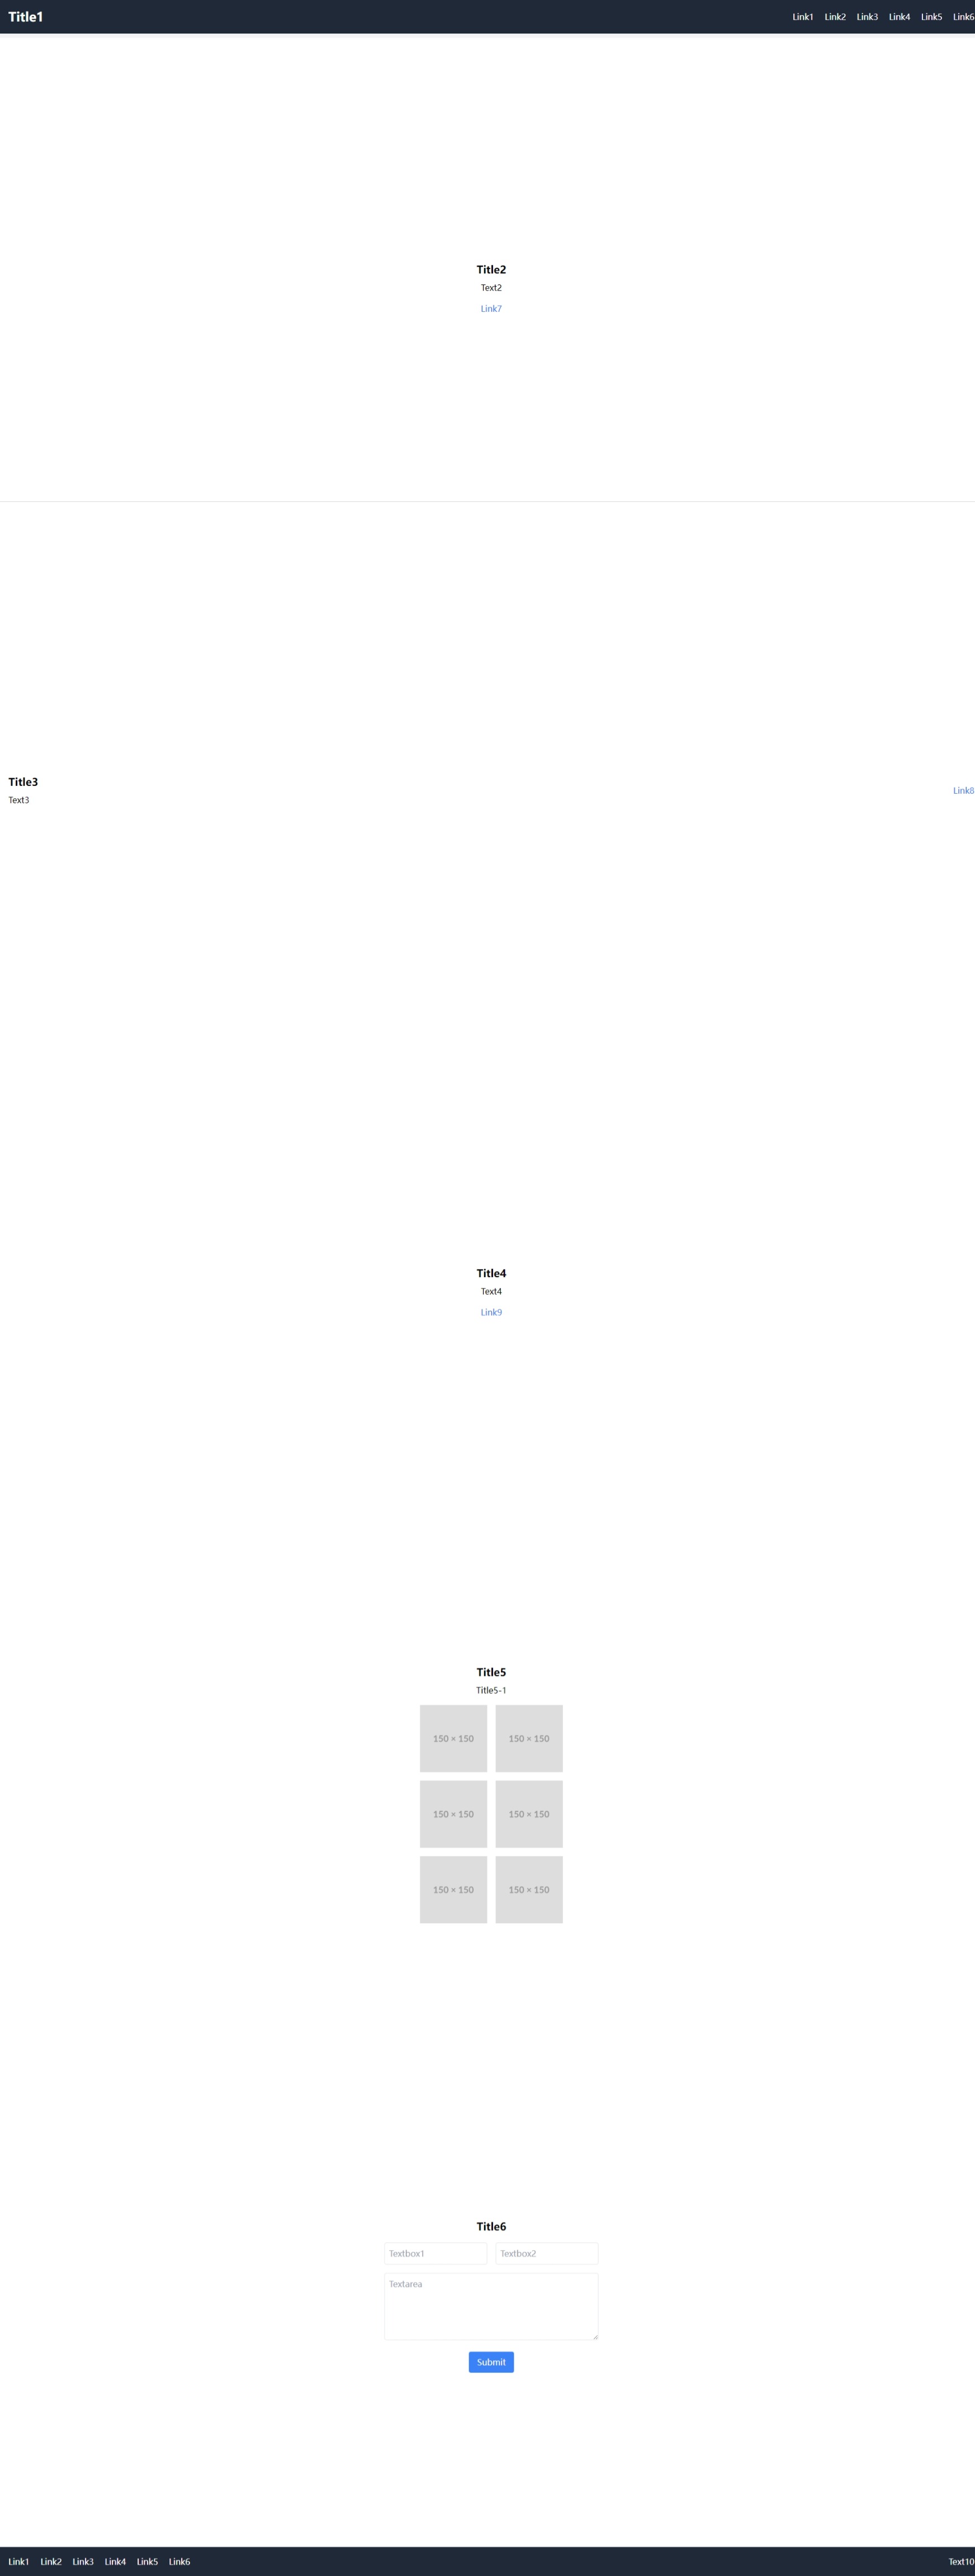 Title1 Link1 Link2 Link3 Link4 Link5 Link6
Title2
Text2
Link7
Title3
Text3
Link8
Title4
Text4
Link9
Title5
Title5-1
150 × 150 150 × 150
150 × 150 150 × 150
150 × 150 150 × 150
Title6
Textbox1 Textbox2
Textarea
Submit
Link1 Link2 Link3 Link4 Link5 Link6 Text10